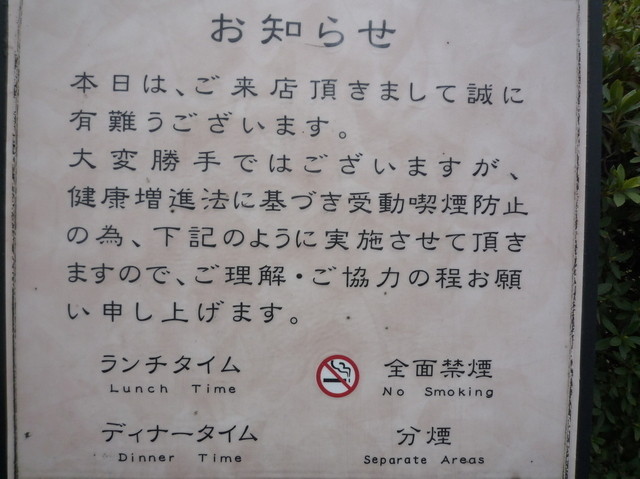 お知らせ
本日は、ご来店頂きまして誠に
有難うございます。
大変勝手ではございますが、
健康増進法に基づき受動喫煙防止
の為、下記のように実施させて頂き
ますので、ご理解・ご協力の程お願
い申し上げます。
ランチタイム 全面禁煙
Lunch Time No Smoking
ディナータイム 分煙
Dinner Time Separate Areas